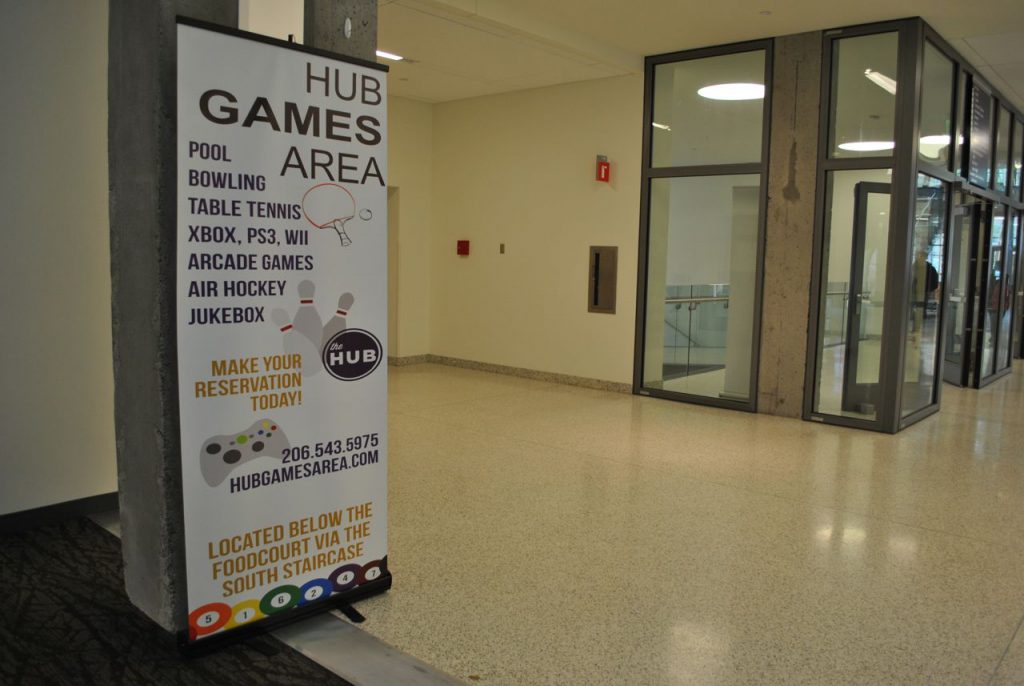 HUB
GAMES
AREA
POOL
BOWLING
TABLE TENNIS
XBOX, PS3, WII
ARCADE GAMES
AIR HOCKEY
JUKEBOX
the
HUB
MAKE YOUR
RESERVATION
TODAY!
206.543.5975
HUBGAMESAREA.COM
LOCATED BELOW THE
FOODCOURT VIA THE
SOUTH STAIRCASE
5 1 6 2 4 7